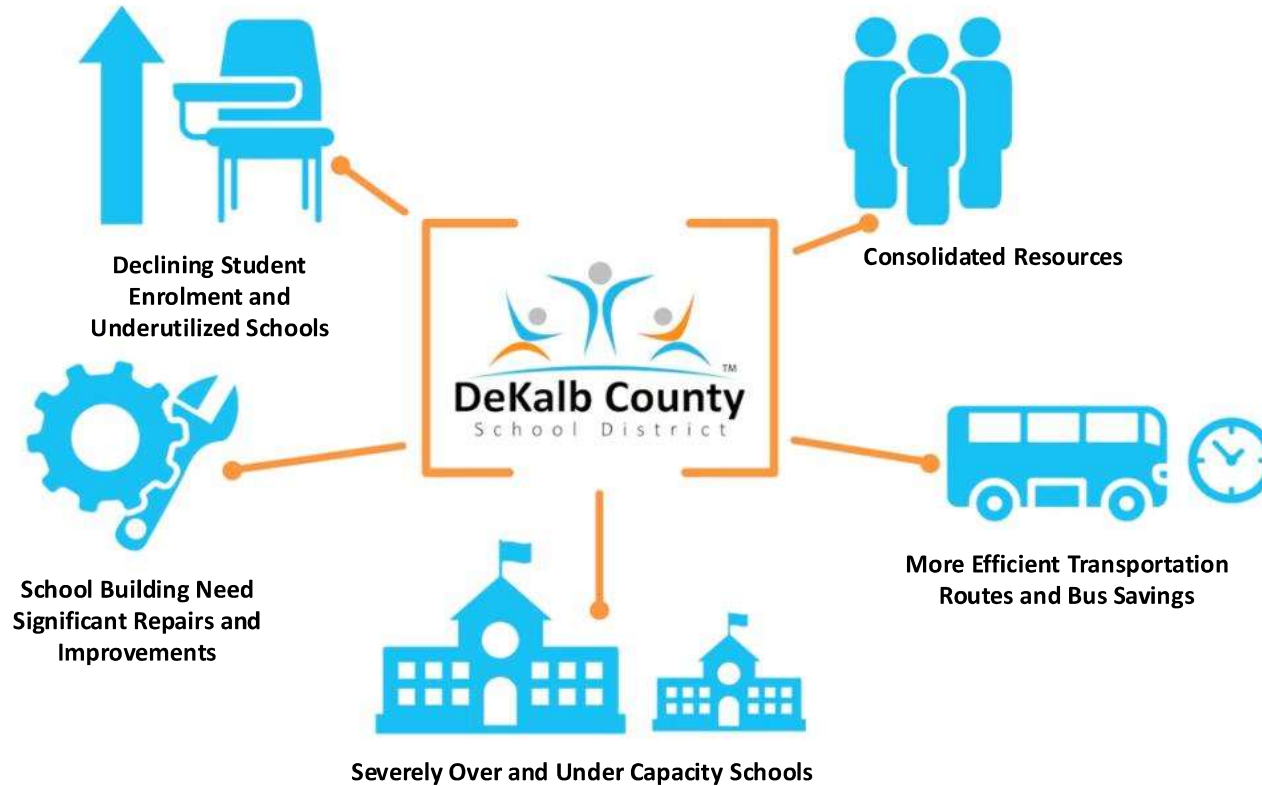 Declining Student
Enrolment and
Underutilized Schools
Consolidated Resources
TM
DeKalb County
School District
School Building Need
Significant Repairs and
Improvements
More Efficient Transportation
Routes and Bus Savings
Severely Over and Under Capacity Schools